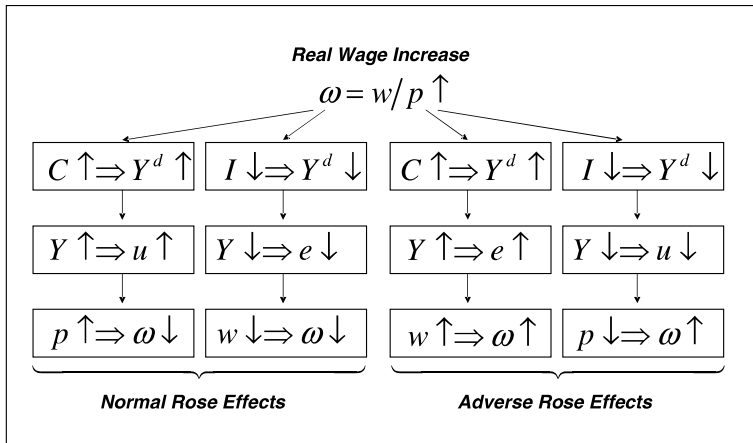 Real Wage Increase
ω = w/p ↑
C ↑⇒ Y^d ↑ I ↓⇒ Y^d ↓ C ↑⇒ Y^d ↑ I ↓⇒ Y^d ↓
Y ↑⇒ u ↑ Y ↓⇒ e ↓ Y ↑⇒ e ↑ Y ↓⇒ u ↓
p ↑⇒ ω ↓ w ↓⇒ ω ↓ w ↑⇒ ω ↑ p ↓⇒ ω ↑
Normal Rose Effects Adverse Rose Effects